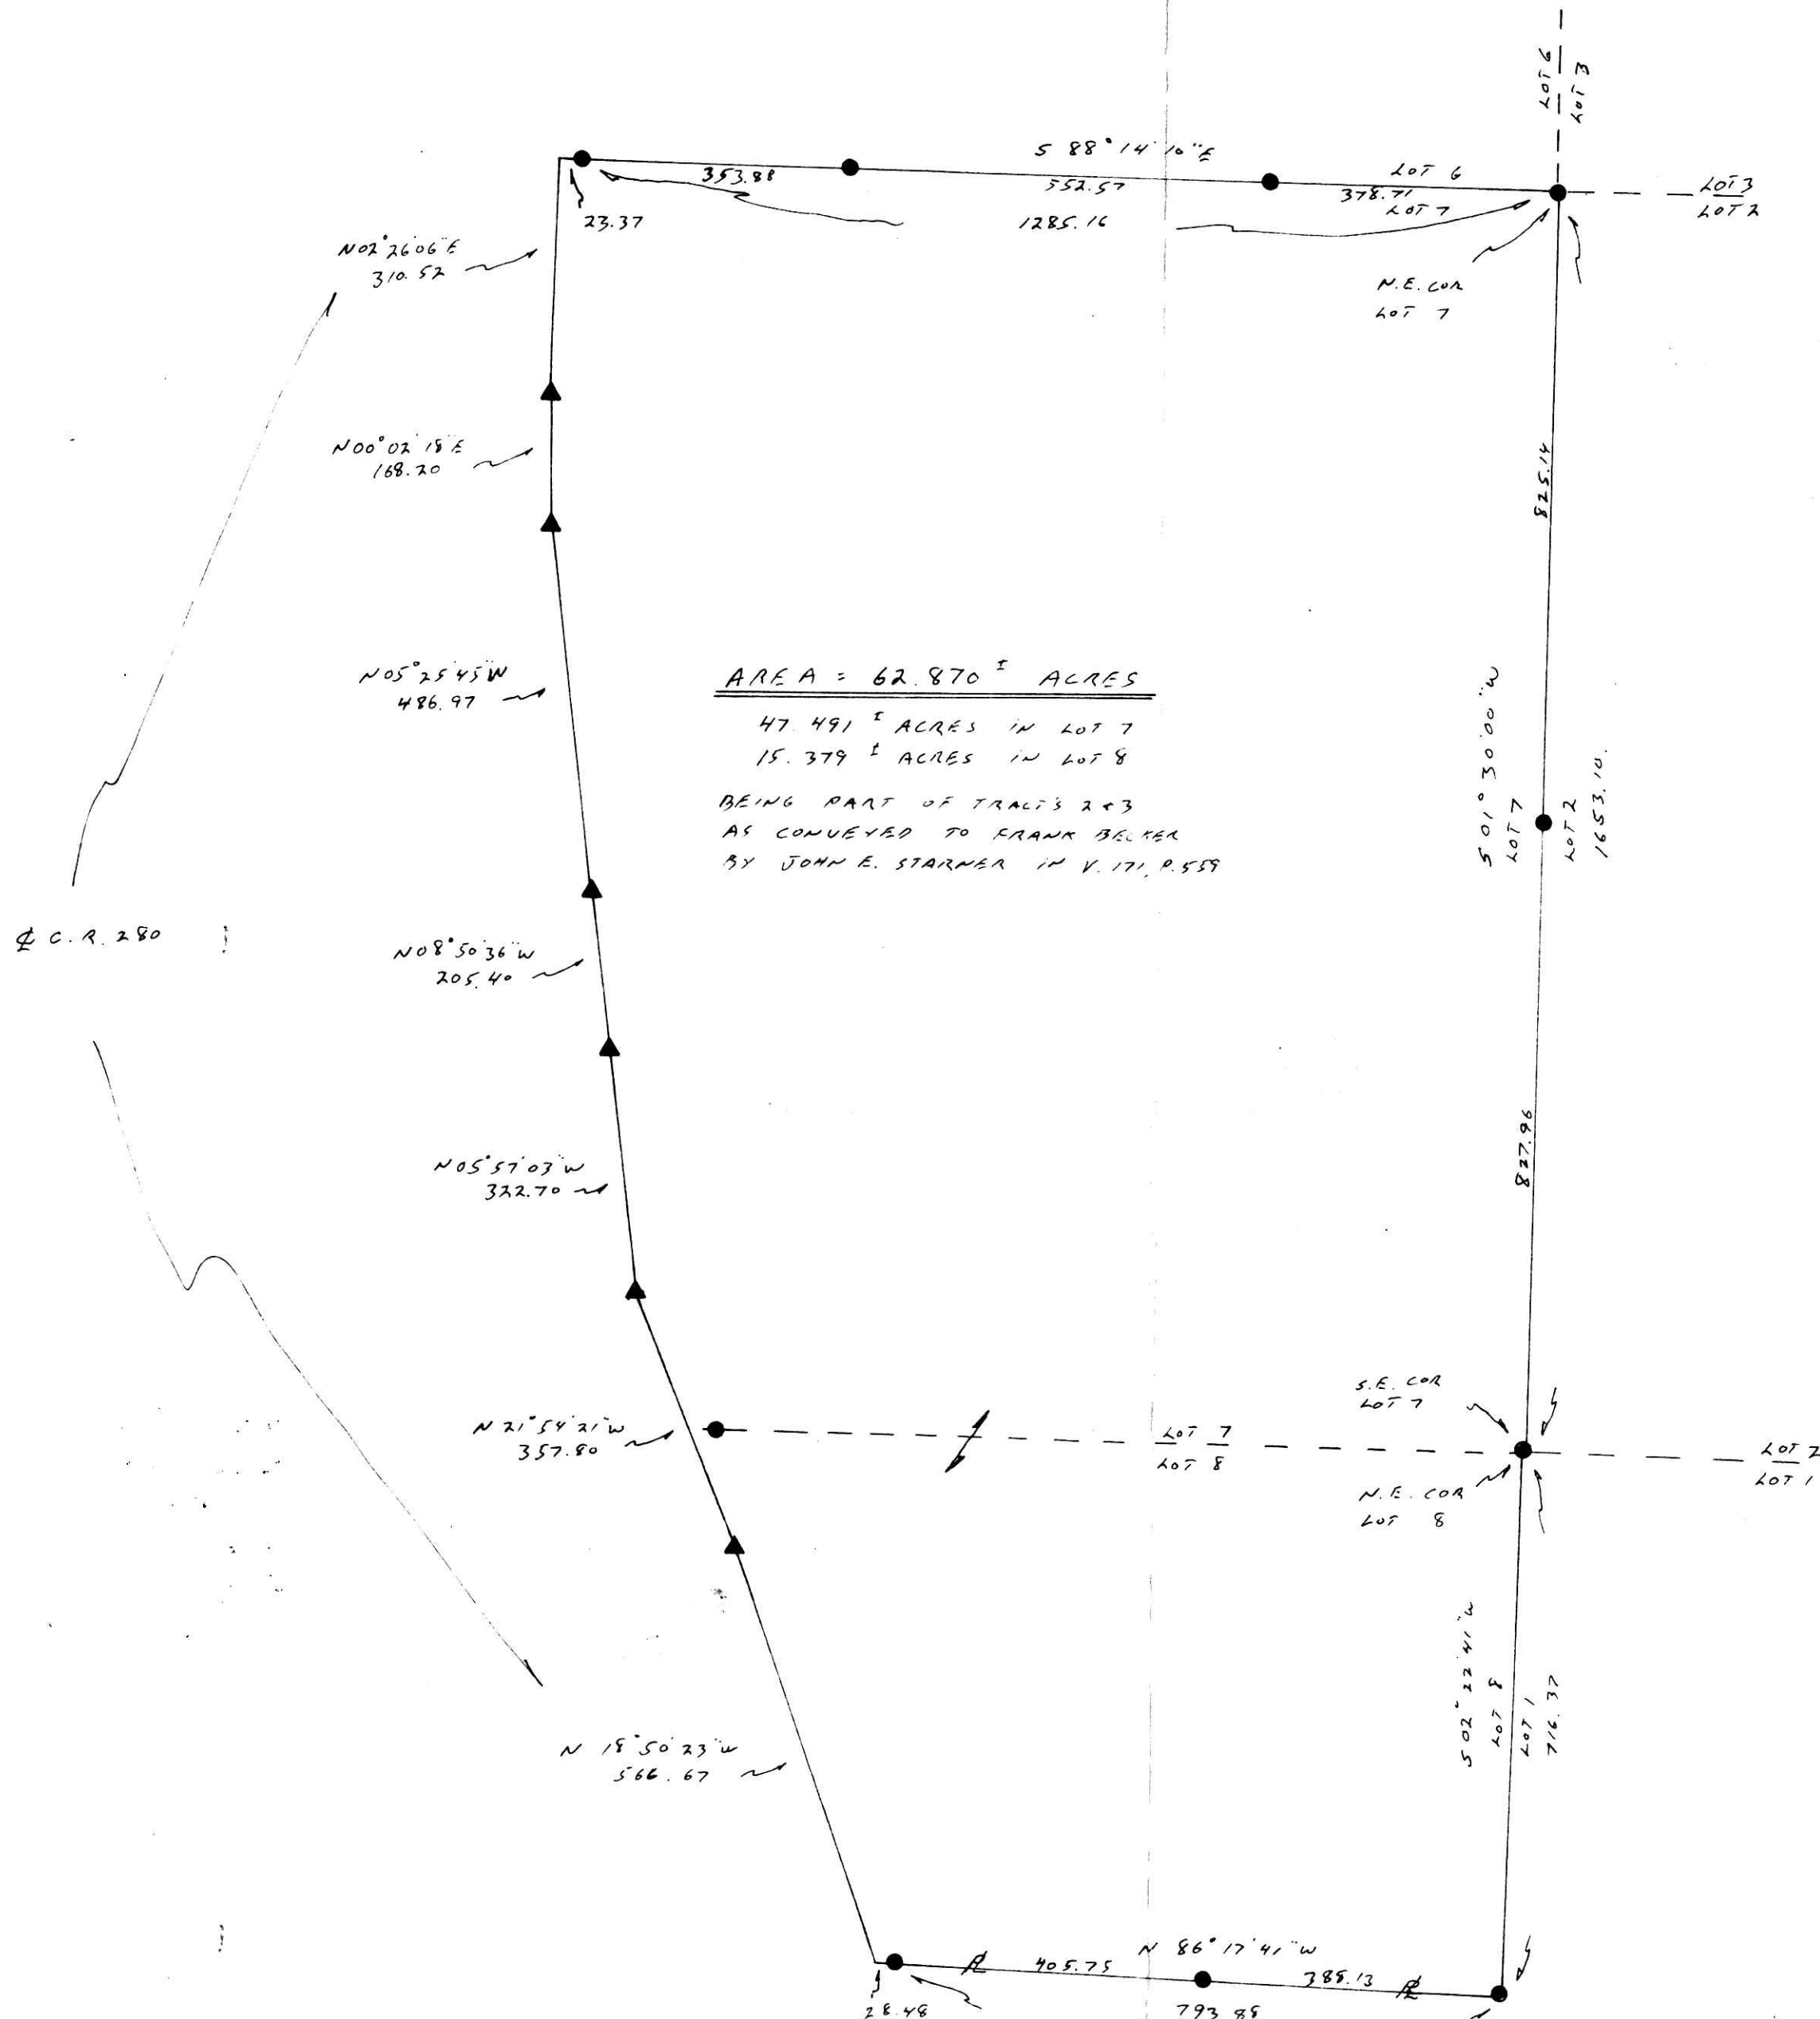 LOT 6
LOT 3
S 88° 14' 10" E
353.88
552.57
LOT 6
378.71
LOT 7
LOT 3
LOT 2
23.37
1285.16
N02° 26' 06" E
310.52
N.E. COR
LOT 7
N00° 02' 18" E
168.20
825.14
N05° 25' 45" W
486.97
AREA = 62.870 ± ACRES
47.491 ± ACRES IN LOT 7
15.379 ± ACRES IN LOT 8
BEING PART OF TRACT'S 2 & 3
AS CONVEYED TO FRANK BECKER
BY JOHN E. STARNER IN V. 171, P. 559
S 01° 30' 00" W
LOT 7
LOT 2
1653.10
℄ C.R. 280
N08° 50' 36" W
205.40
827.96
N05° 57' 03" W
322.70
S.E. COR
LOT 7
N 21° 54' 21" W
357.80
LOT 7
LOT 8
LOT 2
LOT 1
N.E. COR
LOT 8
S 02° 22' 41" W
LOT 8
LOT 1
716.37
N 18° 50' 23" W
566.67
N 86° 17' 41" W
405.75
28.48